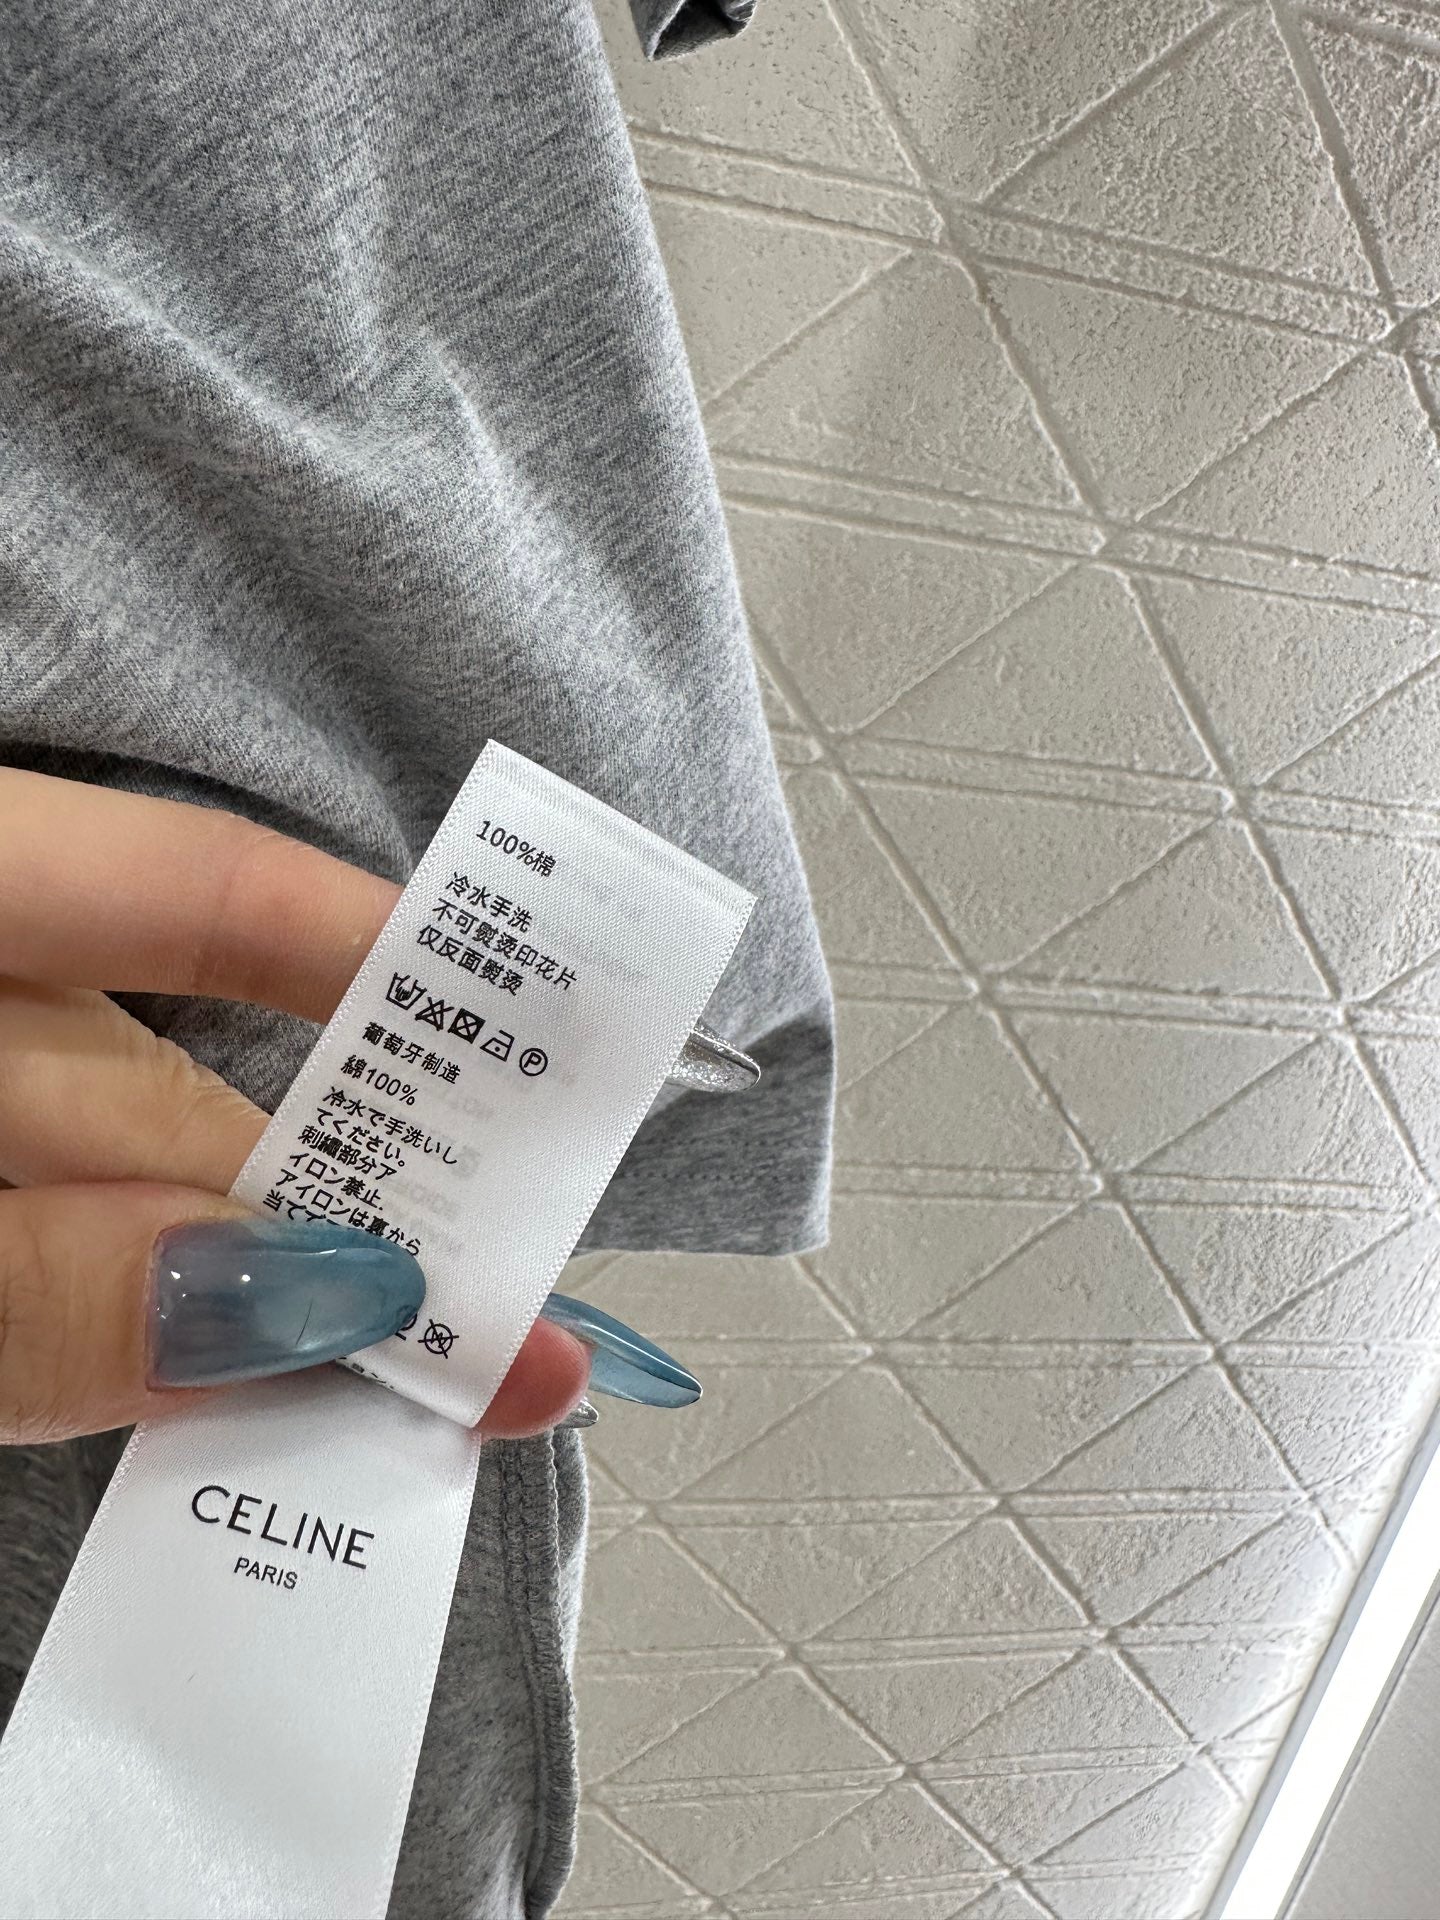 100%棉
冷水手洗
不可熨烫印花片
仅反面熨烫
P
葡萄牙制造
綿100%
冷水で手洗いし
てください。
刺繍部分ア
イロン禁止.
アイロンは裏から
当て
W
CELINE
PARIS